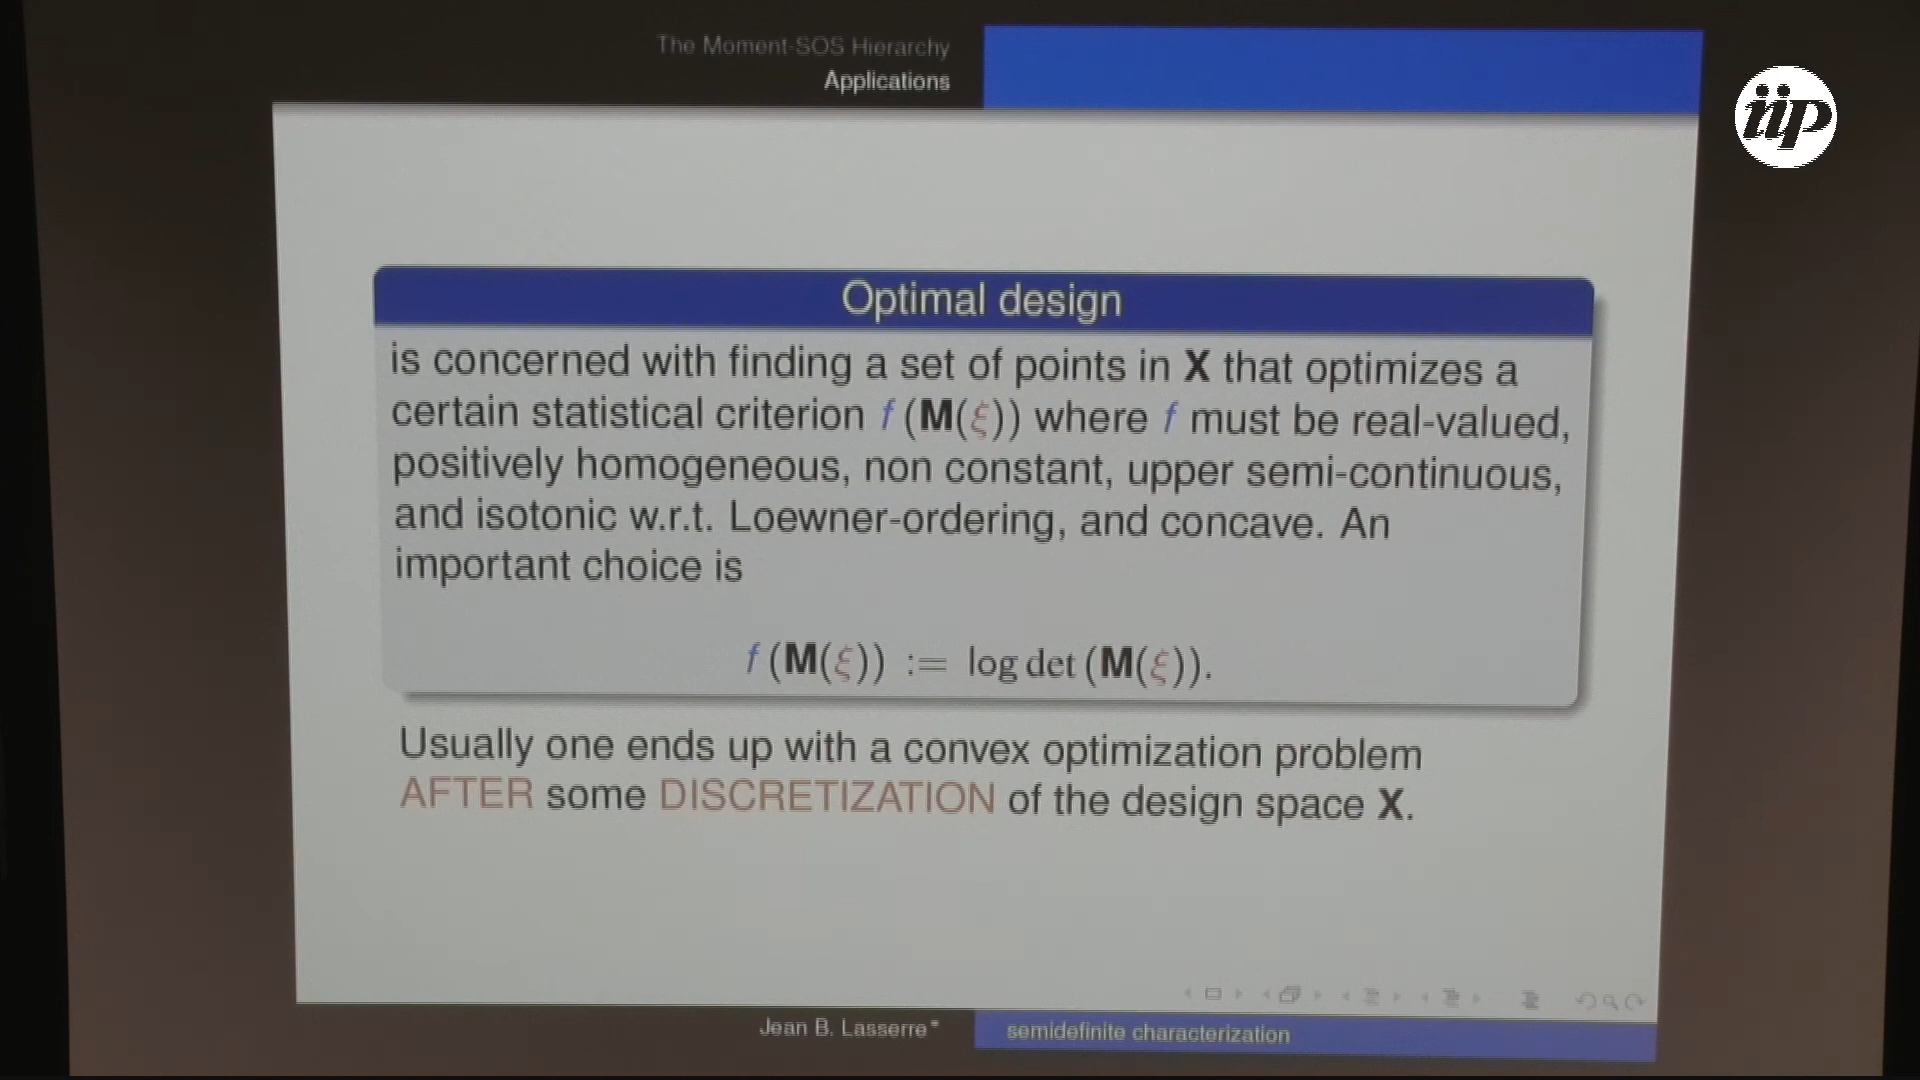 The Moment-SOS Hierarchy
Applications
iip
Optimal design
is concerned with finding a set of points in X that optimizes a
certain statistical criterion f (M(ξ)) where f must be real-valued,
positively homogeneous, non constant, upper semi-continuous,
and isotonic w.r.t. Loewner-ordering, and concave. An
important choice is
f (M(ξ)) := log det (M(ξ)).
Usually one ends up with a convex optimization problem
AFTER some DISCRETIZATION of the design space X.
Jean B. Lasserre*
semidefinite characterization